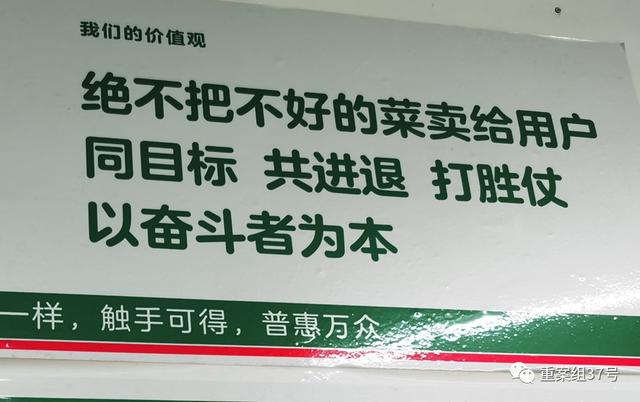 我们的价值观
绝不把不好的菜卖给用户
同目标 共进退 打胜仗
以奋斗者为本
一样，触手可得，普惠万众
重案组37号